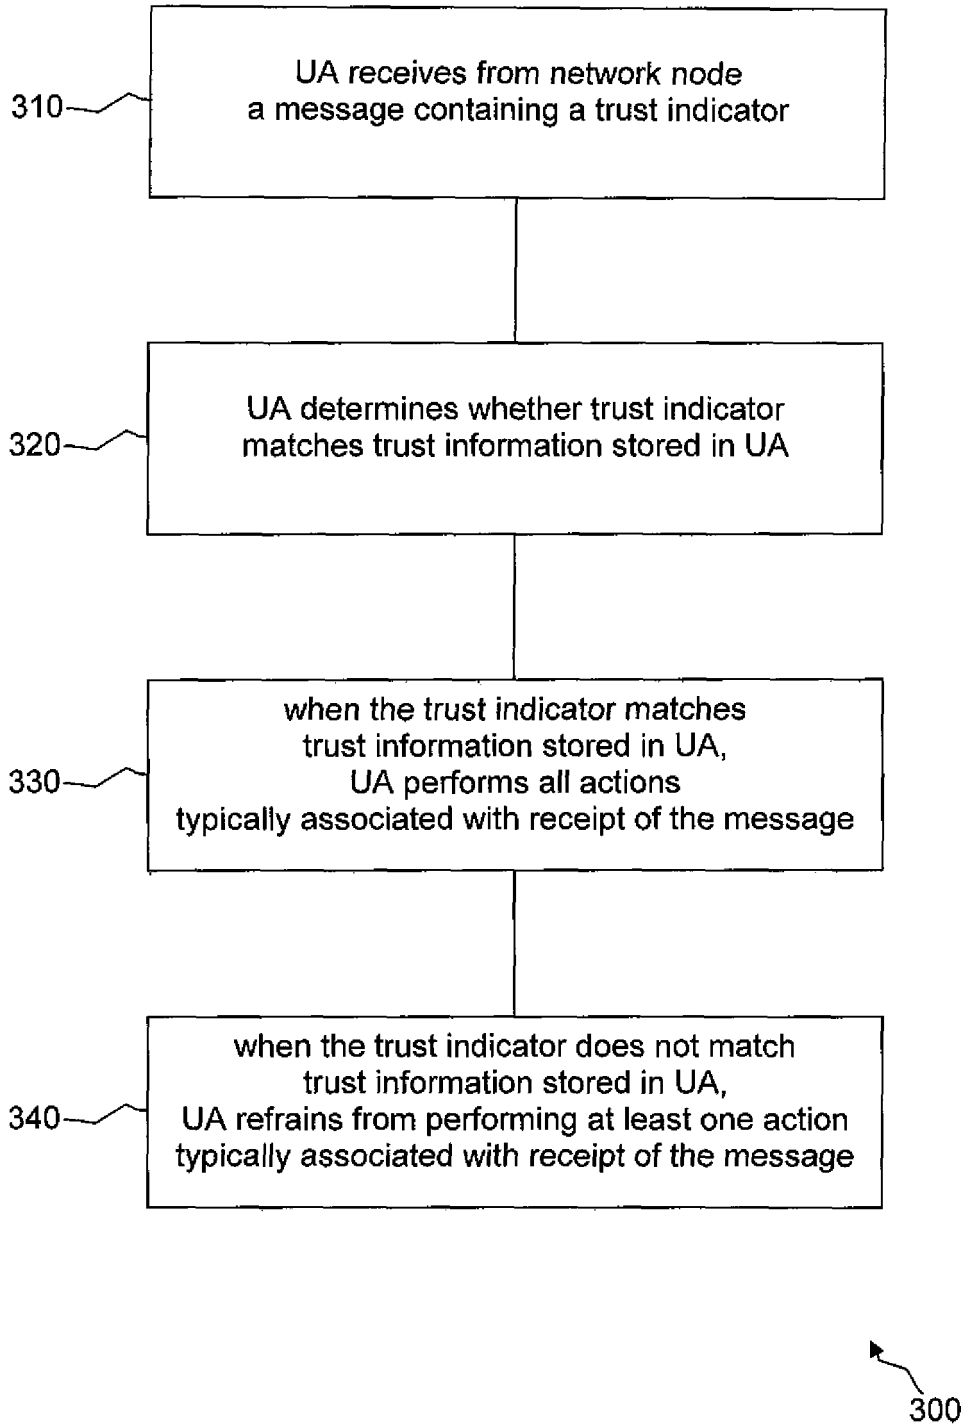 UA receives from network node
a message containing a trust indicator
310
UA determines whether trust indicator
matches trust information stored in UA
320
when the trust indicator matches
trust information stored in UA,
UA performs all actions
typically associated with receipt of the message
330
when the trust indicator does not match
trust information stored in UA,
UA refrains from performing at least one action
typically associated with receipt of the message
340
300